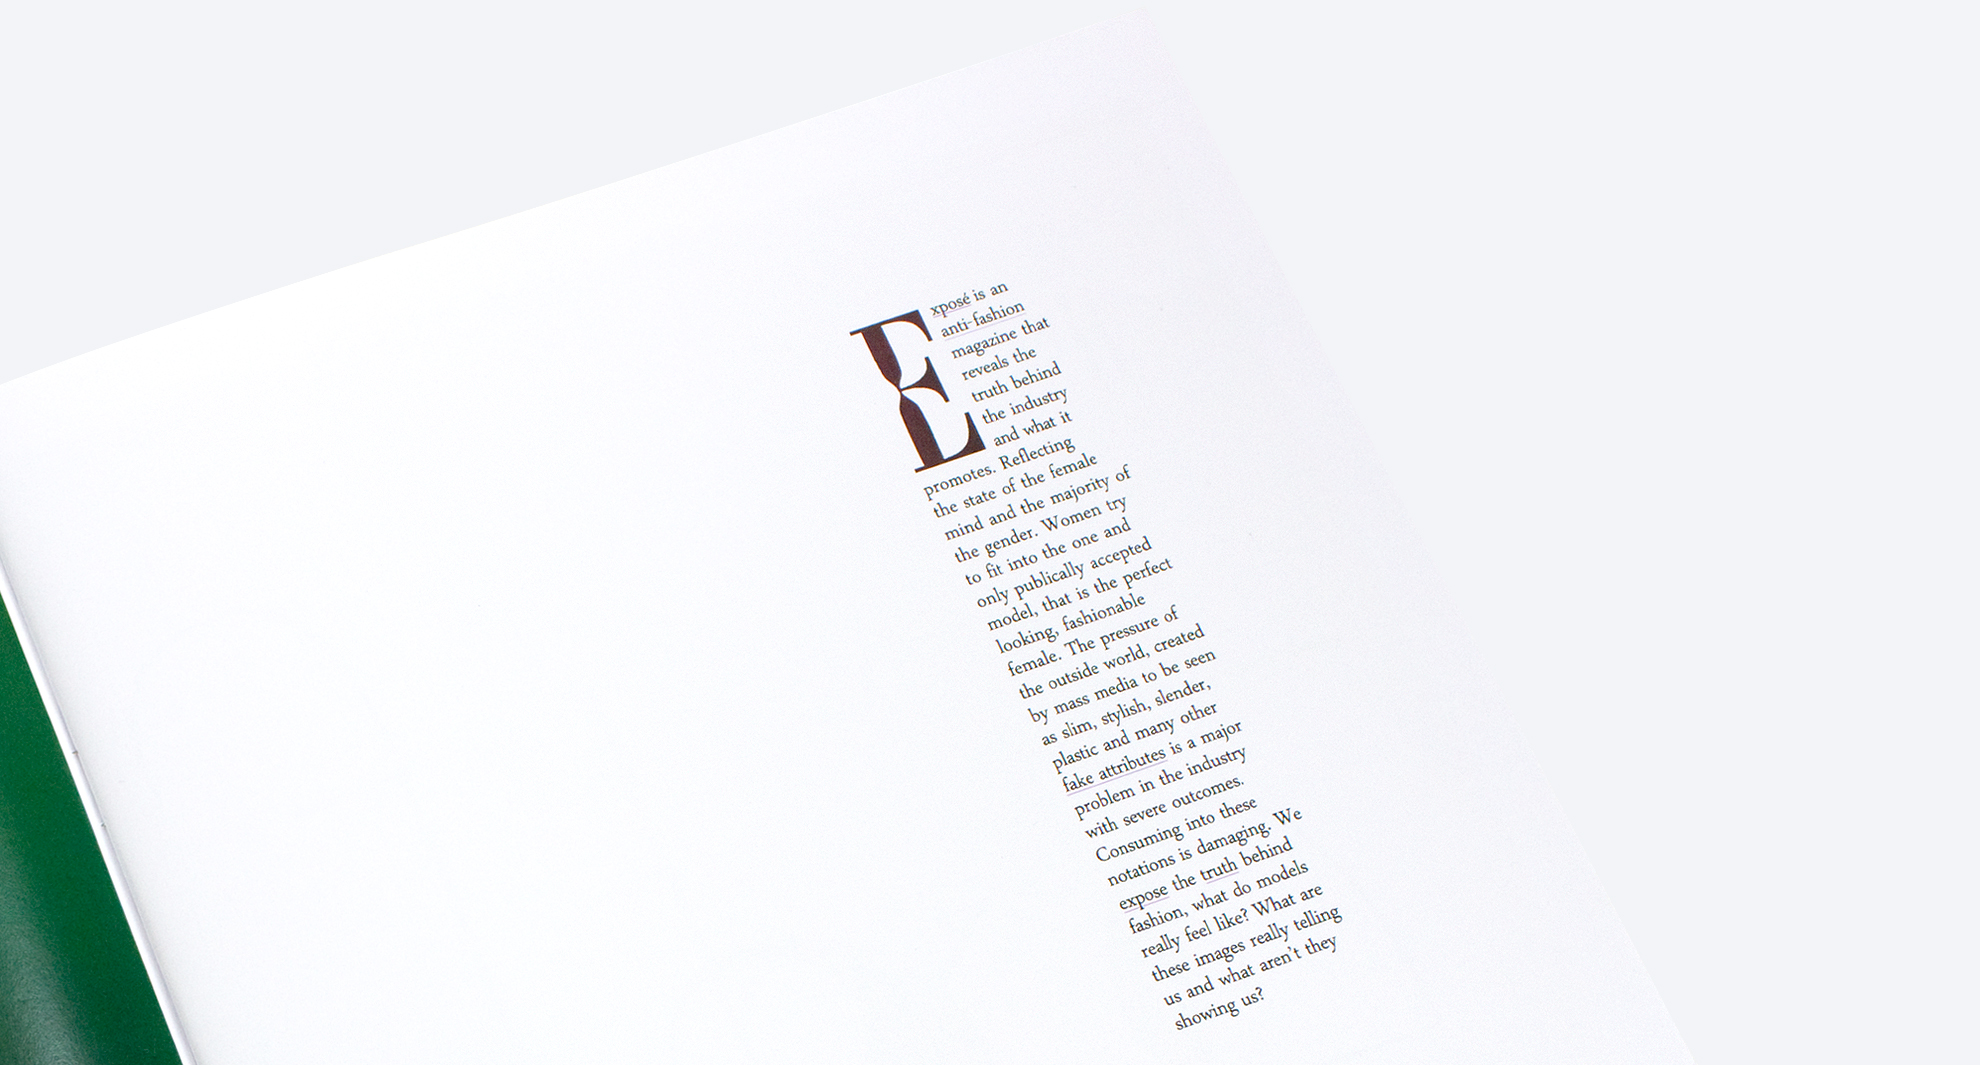 Exposé is an
anti-fashion
magazine that
reveals the
truth behind
the industry
and what it
promotes. Reflecting
the state of the female
mind and the majority of
the gender. Women try
to fit into the one and
only publically accepted
model, that is the perfect
looking, fashionable
female. The pressure of
the outside world, created
by mass media to be seen
as slim, stylish, slender,
plastic and many other
fake attributes is a major
problem in the industry
with severe outcomes.
Consuming into these
notations is damaging. We
expose the truth behind
fashion, what do models
really feel like? What are
these images really telling
us and what aren't they
showing us?